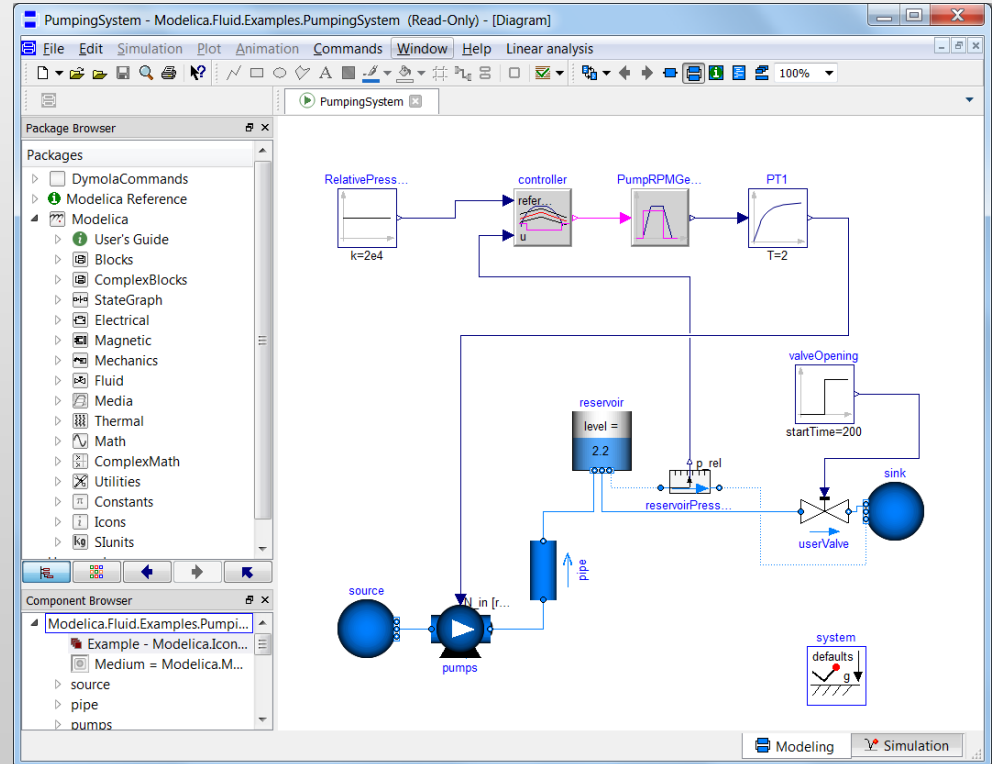 PumpingSystem - Modelica.Fluid.Examples.PumpingSystem (Read-Only) - [Diagram]
File Edit Simulation Plot Animation Commands Window Help Linear analysis
A
100%
PumpingSystem
Package Browser
Packages
DymolaCommands
Modelica Reference
Modelica
User's Guide
Blocks
ComplexBlocks
StateGraph
Electrical
Magnetic
Mechanics
Fluid
Media
Thermal
Math
ComplexMath
Utilities
Constants
Icons
SIunits
Component Browser
Modelica.Fluid.Examples.Pumpi...
Example - Modelica.Icon...
Medium = Modelica.M...
source
pipe
pumps
RelativePress...
k=2e4
controller
refer...
u
PumpRPMGe...
PT1
T=2
valveOpening
startTime=200
reservoir
level =
2.2
p_rel
reservoirPress...
sink
userValve
pipe
source
N_in [r...
pumps
system
defaults
g
Modeling
Simulation